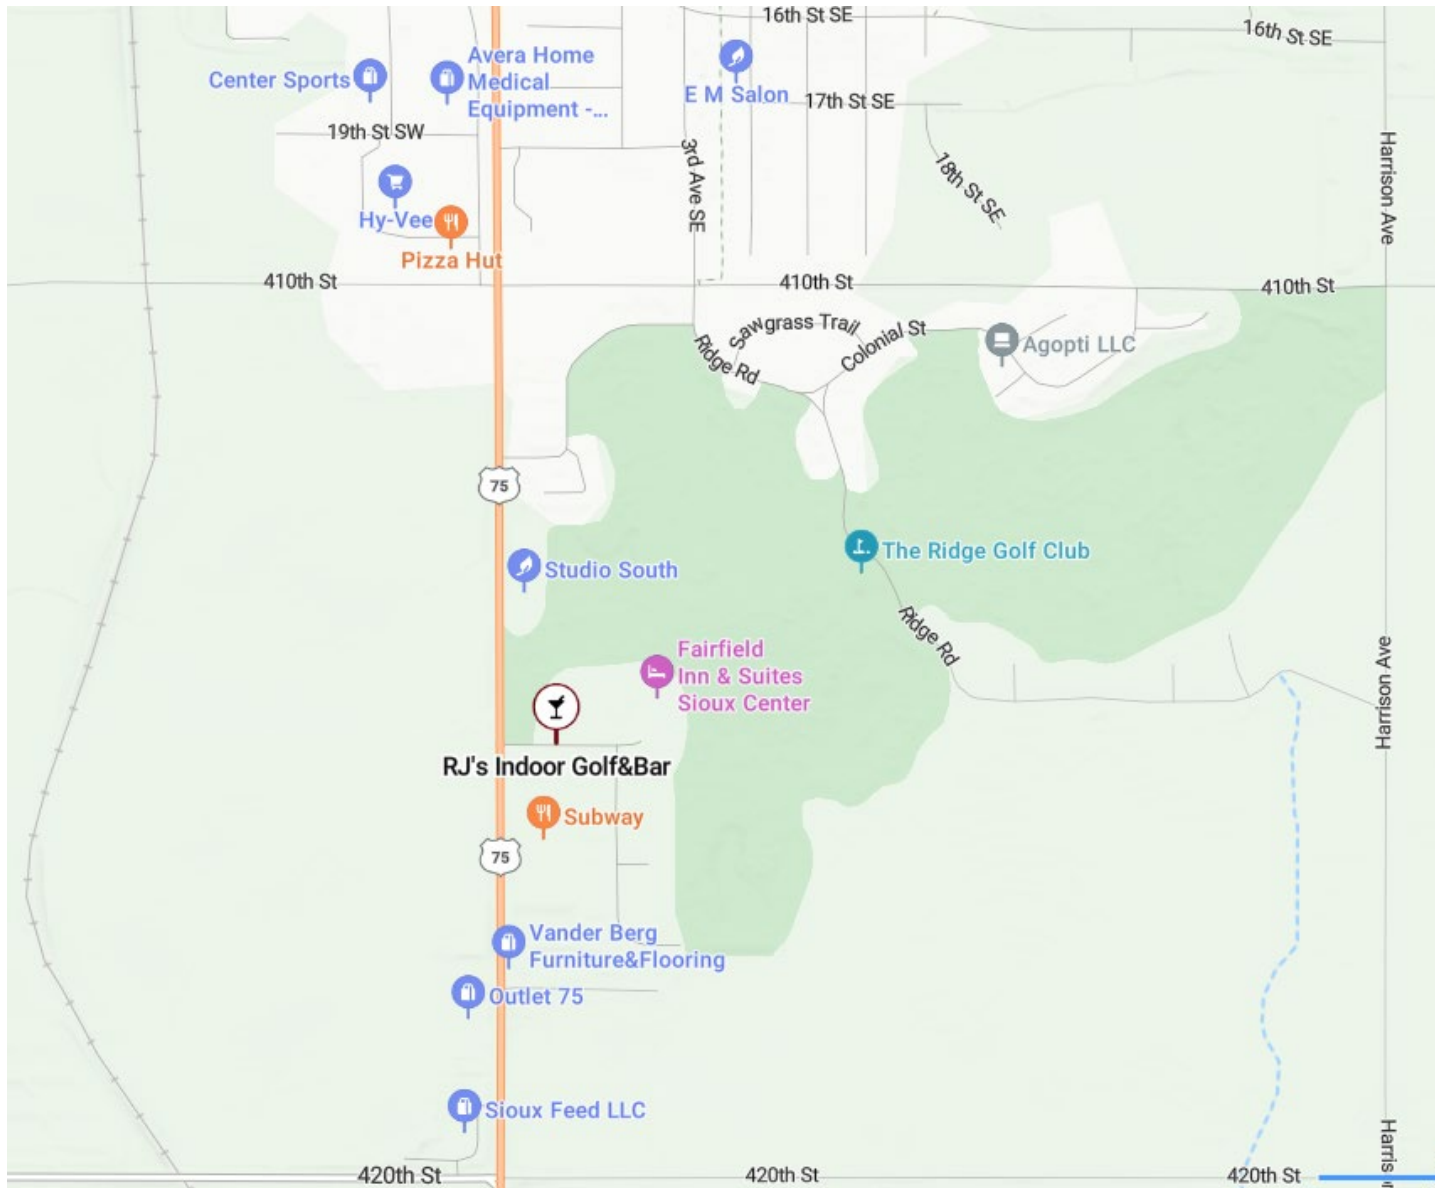 16th St SE
16th St SE
Avera Home
Medical
Equipment -...
Center Sports
E M Salon
17th St SE
19th St SW
3rd Ave SE
18th St SE
Harrison Ave
Hy-Vee
Pizza Hut
410th St
410th St
410th St
Sawgrass Trail
Colonial St
Ridge Rd
Agopti LLC
75
The Ridge Golf Club
Studio South
Ridge Rd
Fairfield
Inn & Suites
Sioux Center
Harrison Ave
RJ's Indoor Golf&Bar
Subway
75
Vander Berg
Furniture&Flooring
Outlet 75
Sioux Feed LLC
420th St
420th St
420th St